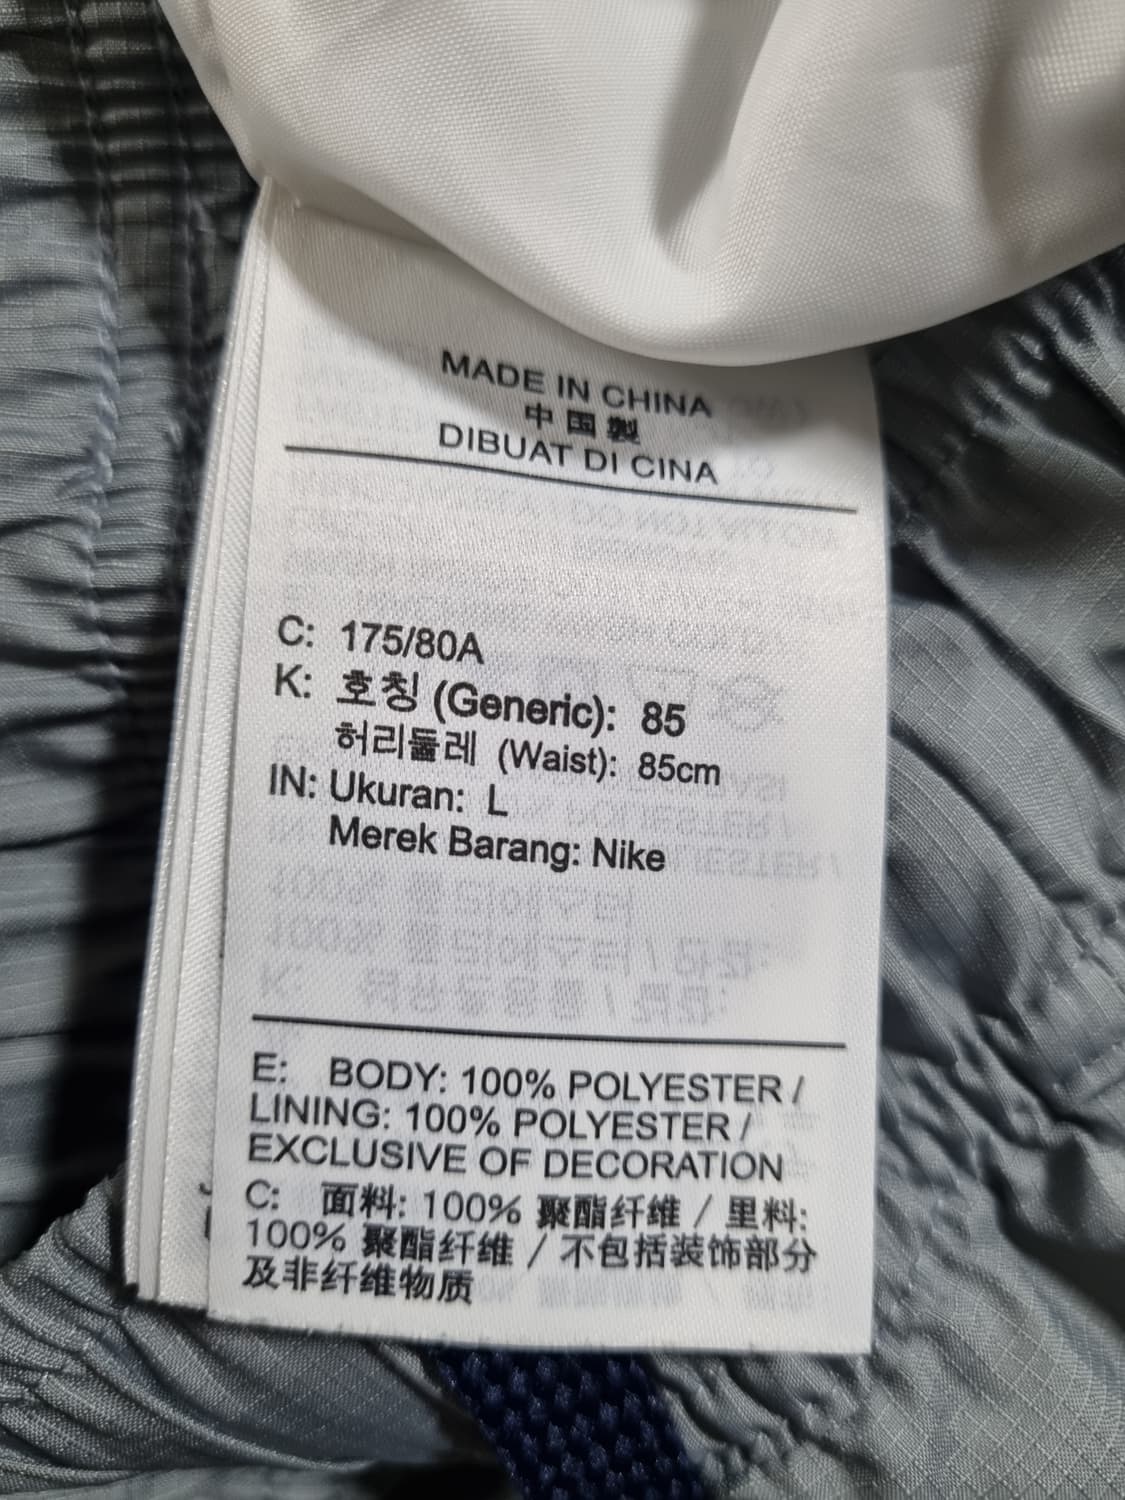 MADE IN CHINA
中国製
DIBUAT DI CINA
C: 175/80A
K: 호칭 (Generic): 85
허리둘레 (Waist): 85cm
IN: Ukuran: L
Merek Barang: Nike
E: BODY: 100% POLYESTER /
LINING: 100% POLYESTER /
EXCLUSIVE OF DECORATION
C: 面料: 100% 聚酯纤维 / 里料:
100% 聚酯纤维 / 不包括装饰部分
及非纤维物质